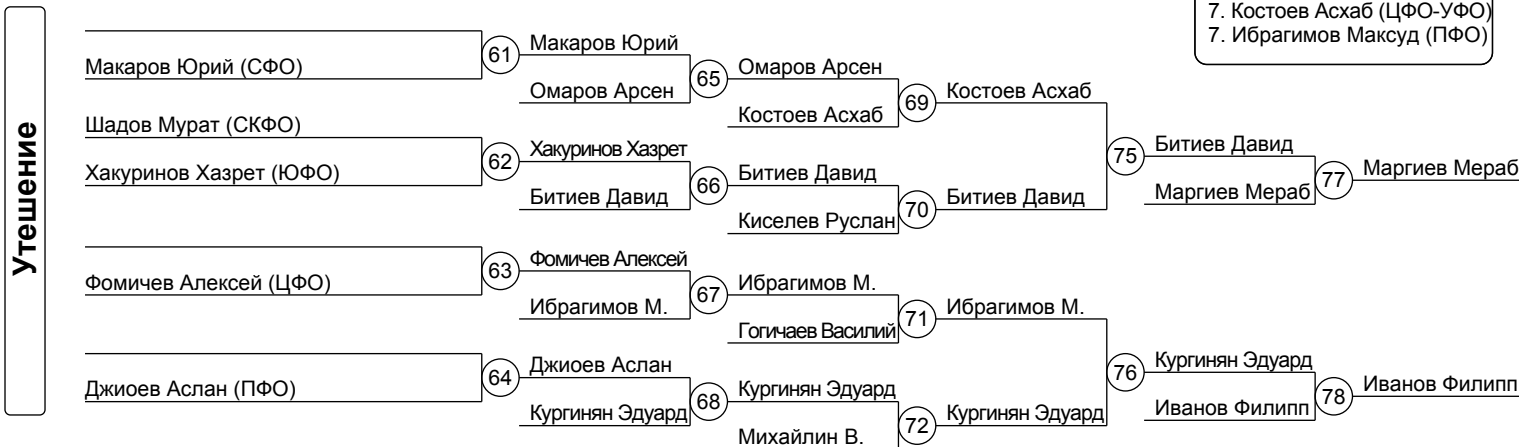 7. Костоев Асхаб (ЦФО-УФО)
7. Ибрагимов Максуд (ПФО)
Утешение
Макаров Юрий (СФО)
Шадов Мурат (СКФО)
Хакуринов Хазрет (ЮФО)
Фомичев Алексей (ЦФО)
Джиоев Аслан (ПФО)
61
62
63
64
Макаров Юрий
Омаров Арсен
Хакуринов Хазрет
Битиев Давид
Фомичев Алексей
Ибрагимов М.
Джиоев Аслан
Кургинян Эдуард
65
66
67
68
Омаров Арсен
Костоев Асхаб
Битиев Давид
Киселев Руслан
Ибрагимов М.
Гогичаев Василий
Кургинян Эдуард
Михайлин В.
69
70
71
72
Костоев Асхаб
Битиев Давид
Ибрагимов М.
Кургинян Эдуард
75
76
Битиев Давид
Маргиев Мераб
Кургинян Эдуард
Иванов Филипп
77
78
Маргиев Мераб
Иванов Филипп